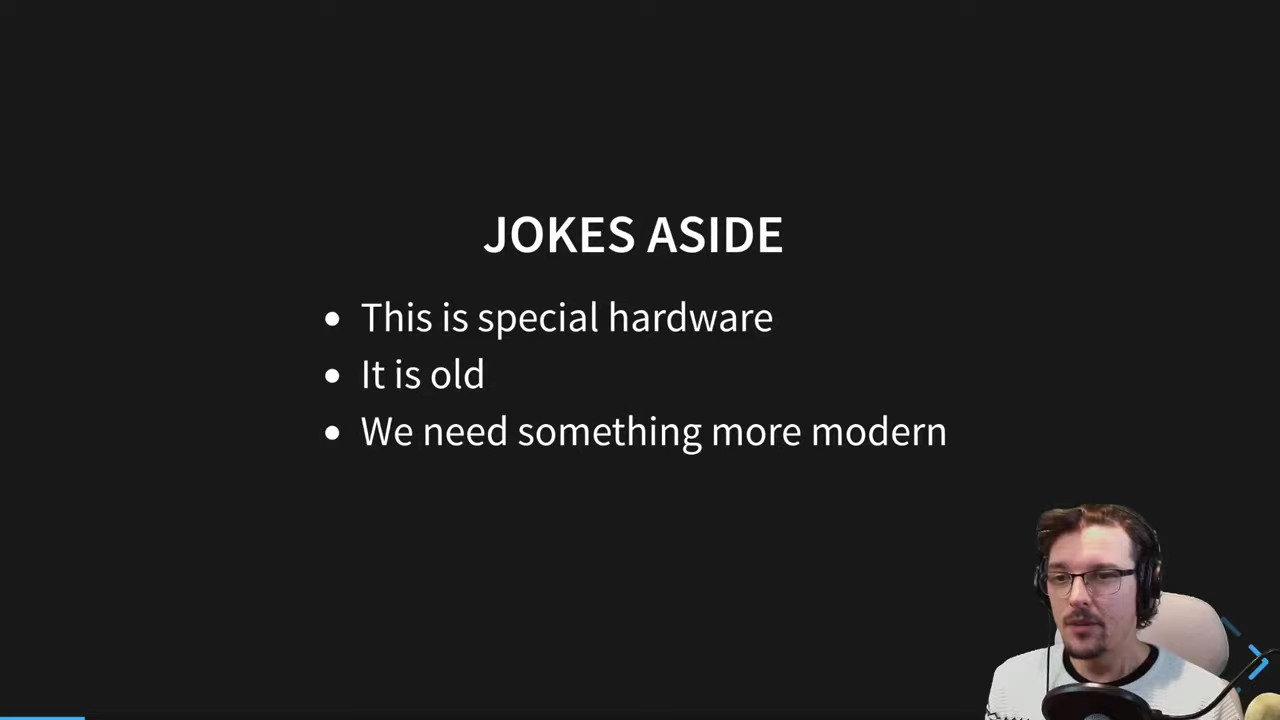 JOKES ASIDE
This is special hardware
It is old
We need something more modern